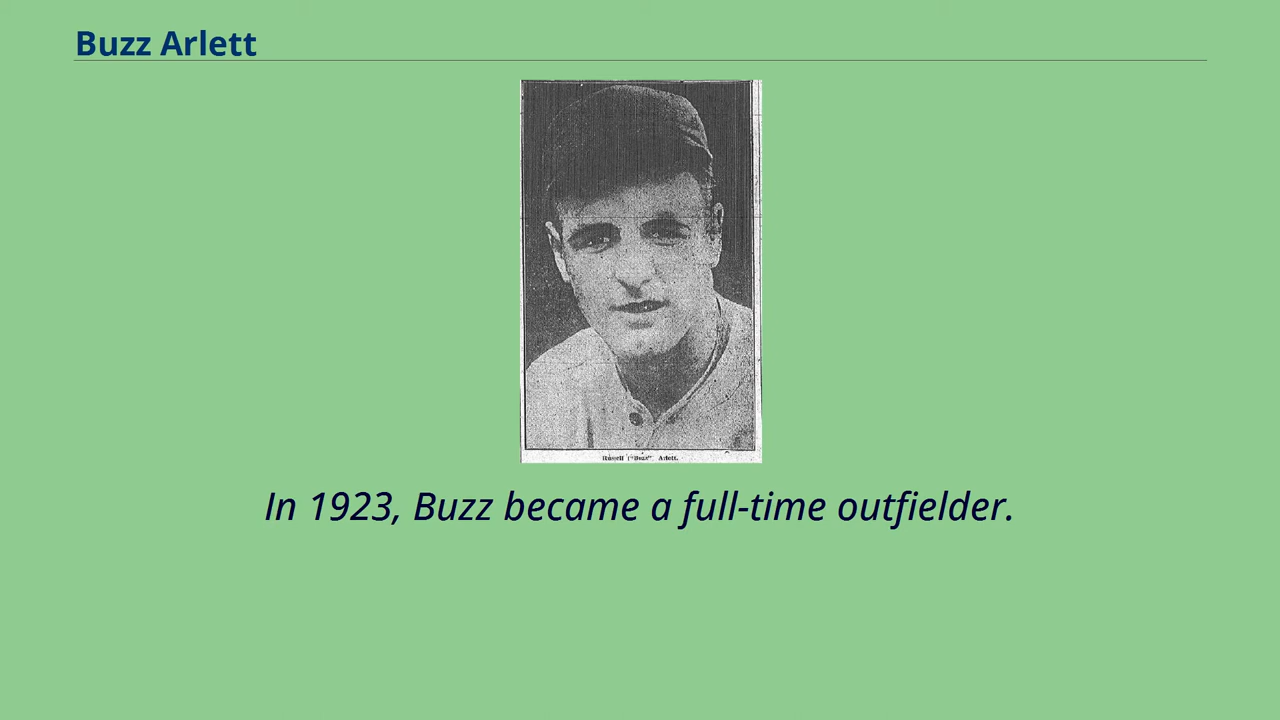 Buzz Arlett
Russell ("Buzz") Arlett.
In 1923, Buzz became a full-time outfielder.